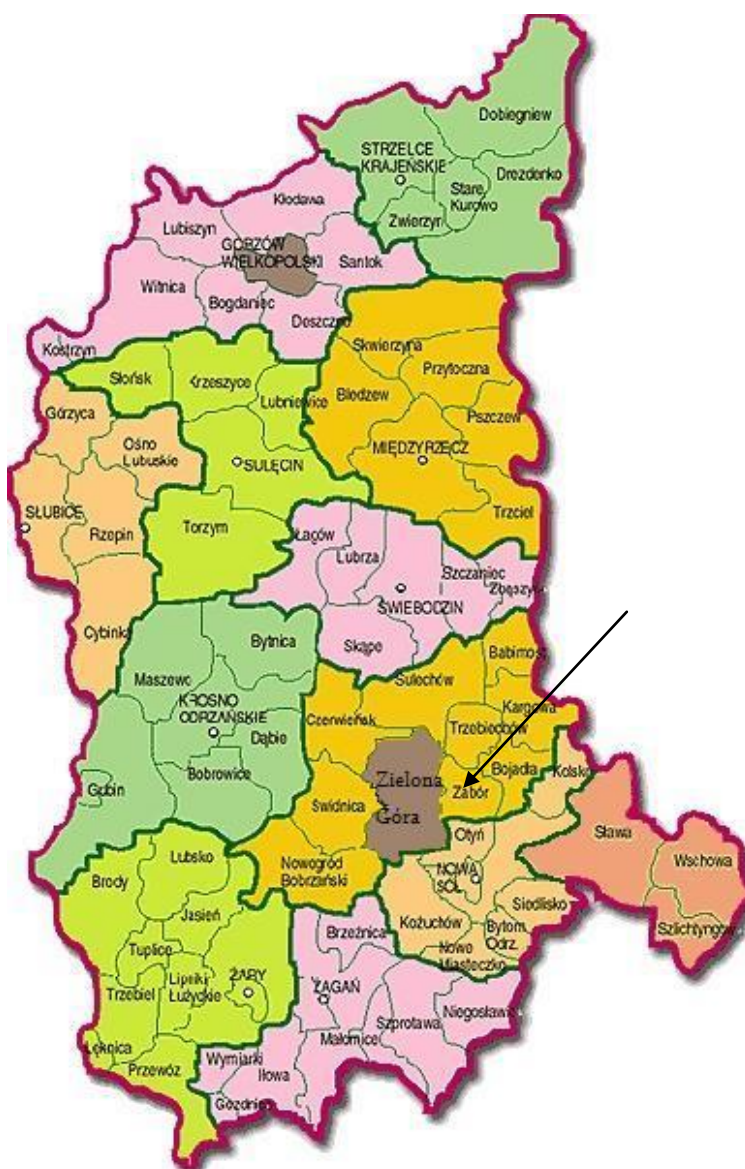 Dobiegniew
STRZELCE
KRAJEŃSKIE
Drezdenko
Stare
Kurowo
Zwierzyn
Kłodawa
Lubiszyn
GORZÓW
WIELKOPOLSKI
Santok
Witnica
Bogdaniec
Deszczno
Kostrzyn
Skwierzyna
Przytoczna
Słońsk
Krzeszyce
Bledzew
Lubniewice
Pszczew
Górzyca
Ośno
Lubuskie
MIĘDZYRZECZ
SULĘCIN
Trzciel
SŁUBICE
Rzepin
Torzym
Łagów
Lubrza
Szczaniec
Zbąszyn
ŚWIEBODZIN
Cybinka
Bytnica
Skąpe
Babimost
Maszewo
Sulechów
KROSNO
ODRZAŃSKIE
Kargowa
Czerwieńsk
Trzebiechów
Dąbie
Bobrowice
Bojadła
Kolsko
Gubin
Zielona
Góra
Zabór
Świdnica
Otyń
Sława
Wschowa
Lubsko
Nowogród
Bobrzański
NOWA
SÓL
Brody
Siedlisko
Jasień
Kożuchów
Bytom
Odrz.
Szlichtyngowa
Brzeźnica
Tuplice
Nowe
Miasteczko
Lipinki
Łużyckie
ŻARY
Trzebiel
ŻAGAŃ
Niegosławic
Szprotawa
Małomice
Łęknica
Przewóz
Wymiarki
Iłowa
Gozdnica